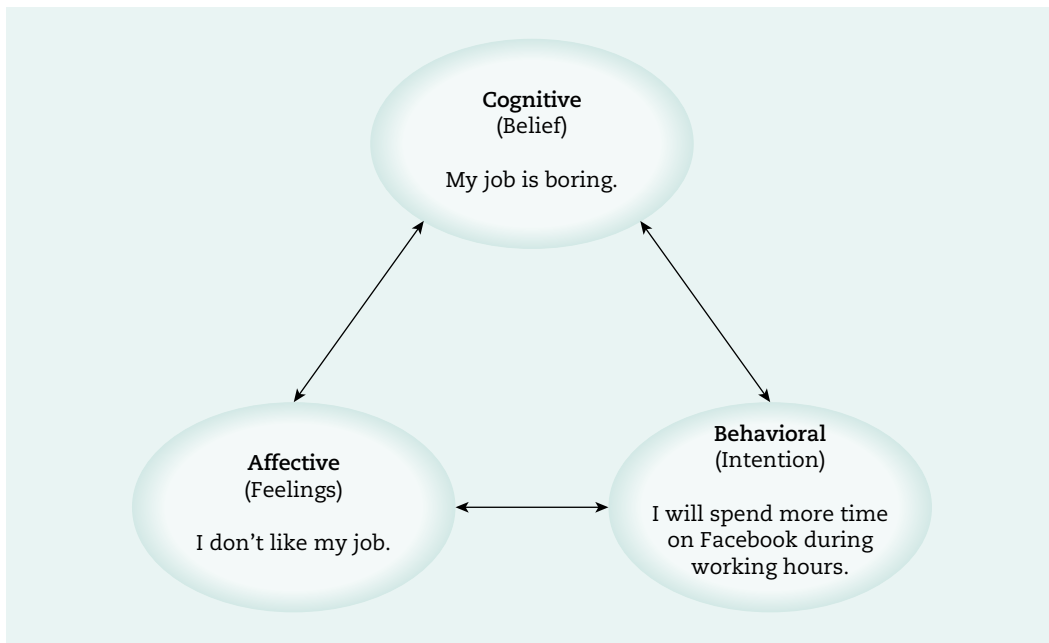 Cognitive
(Belief)
My job is boring.
Affective
(Feelings)
I don’t like my job.
Behavioral
(Intention)
I will spend more time
on Facebook during
working hours.